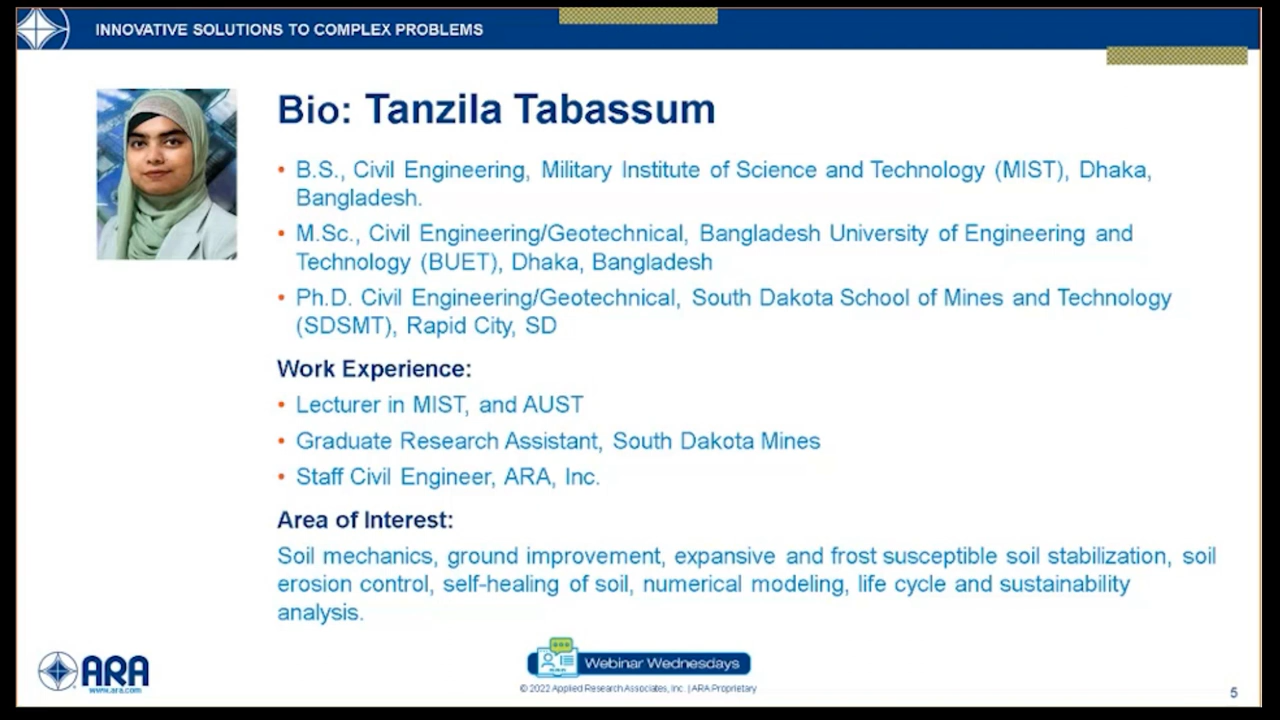 INNOVATIVE SOLUTIONS TO COMPLEX PROBLEMS
Bio: Tanzila Tabassum
• B.S., Civil Engineering, Military Institute of Science and Technology (MIST), Dhaka,
Bangladesh.
• M.Sc., Civil Engineering/Geotechnical, Bangladesh University of Engineering and
Technology (BUET), Dhaka, Bangladesh
• Ph.D. Civil Engineering/Geotechnical, South Dakota School of Mines and Technology
(SDSMT), Rapid City, SD
Work Experience:
• Lecturer in MIST, and AUST
• Graduate Research Assistant, South Dakota Mines
• Staff Civil Engineer, ARA, Inc.
Area of Interest:
Soil mechanics, ground improvement, expansive and frost susceptible soil stabilization, soil
erosion control, self-healing of soil, numerical modeling, life cycle and sustainability
analysis.
ARA
www.ara.com
Webinar Wednesdays
© 2022 Applied Research Associates, Inc. | ARA Proprietary
5